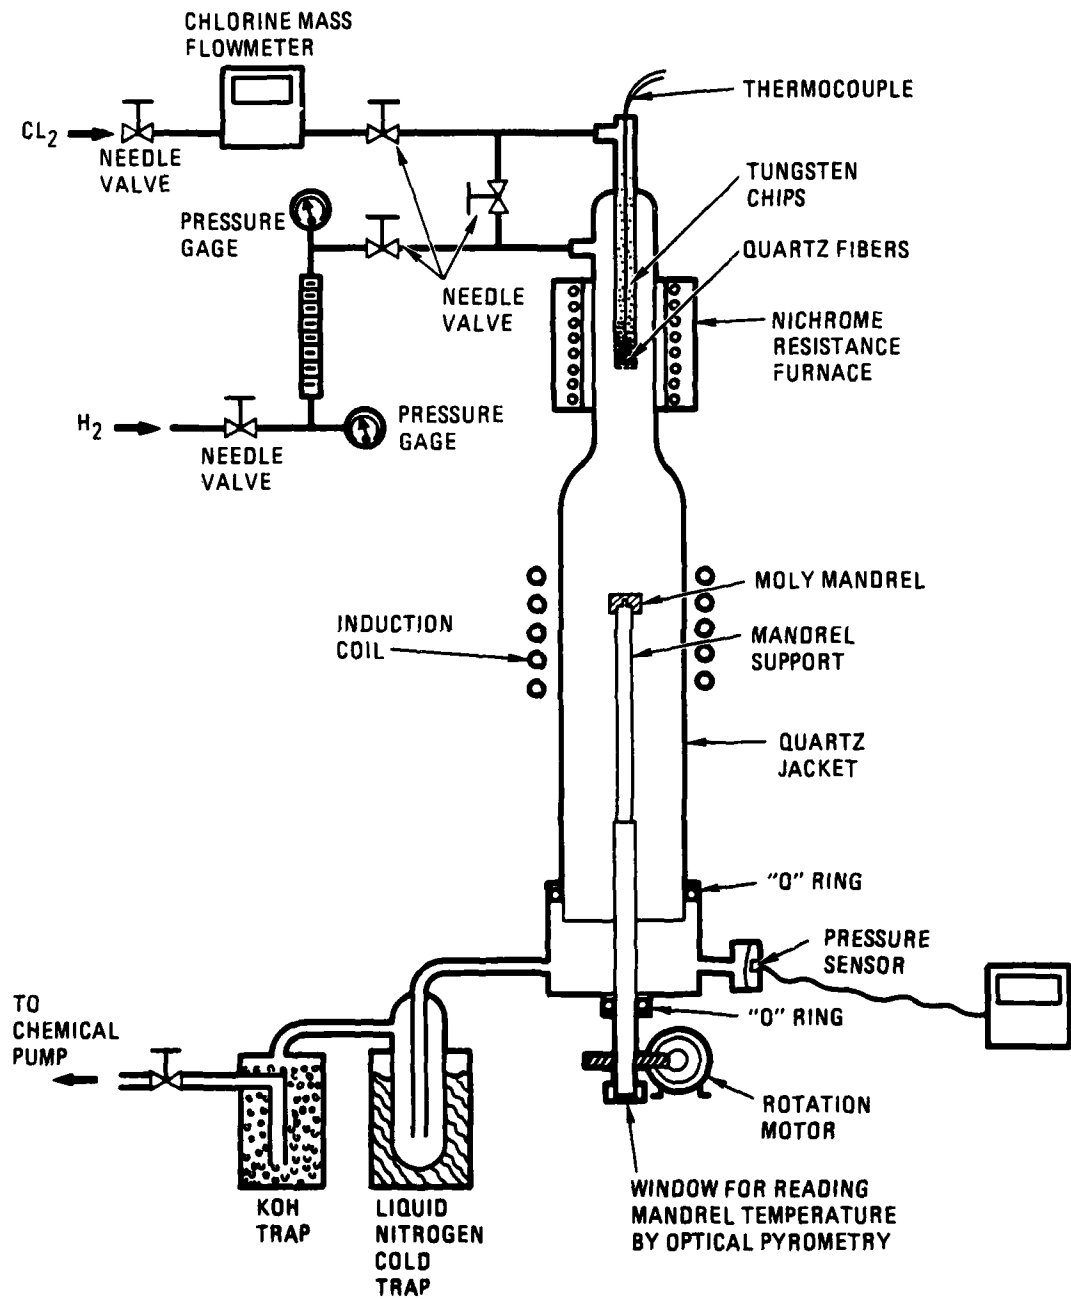 CHLORINE MASS
FLOWMETER
THERMOCOUPLE
CL2
NEEDLE
VALVE
TUNGSTEN
CHIPS
PRESSURE
GAGE
QUARTZ FIBERS
NEEDLE
VALVE
NICHROME
RESISTANCE
FURNACE
H2
PRESSURE
GAGE
NEEDLE
VALVE
MOLY MANDREL
INDUCTION
COIL
MANDREL
SUPPORT
QUARTZ
JACKET
"O" RING
PRESSURE
SENSOR
TO
CHEMICAL
PUMP
"O" RING
ROTATION
MOTOR
KOH
TRAP
LIQUID
NITROGEN
COLD
TRAP
WINDOW FOR READING
MANDREL TEMPERATURE
BY OPTICAL PYROMETRY